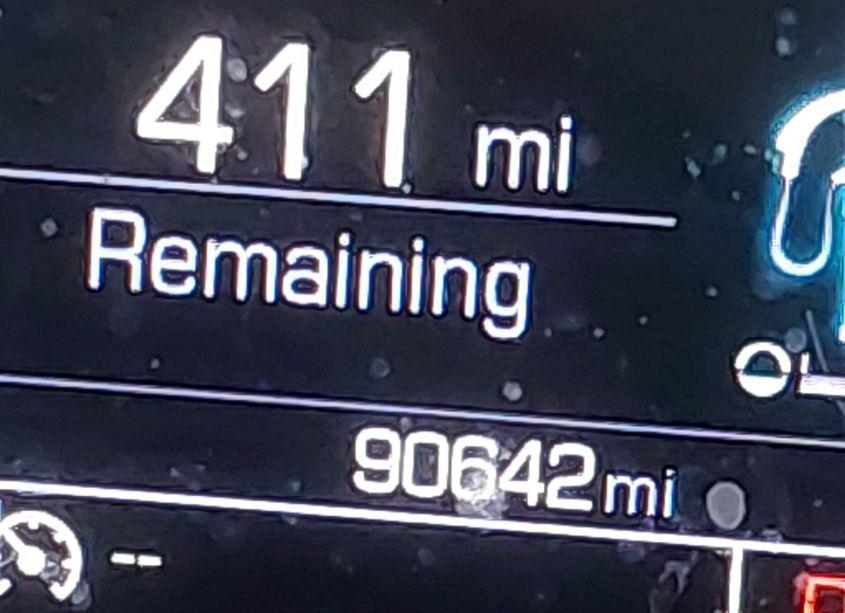 411 mi
Remaining
90642 mi
--